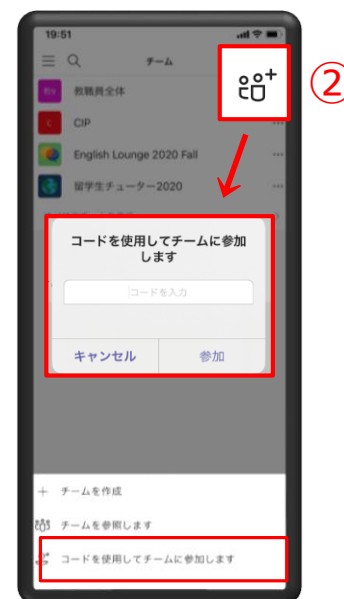 19:51
チーム
②
教職員全体
CIP
English Lounge 2020 Fall
留学生チューター2020
コードを使用してチームに参加
します
コードを入力
キャンセル
参加
チームを作成
チームを参照します
コードを使用してチームに参加します